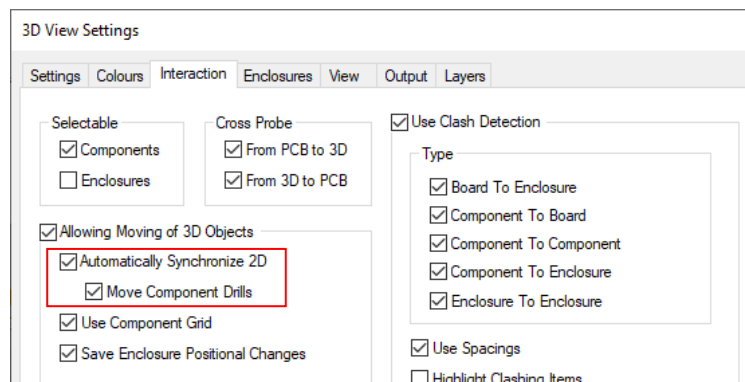 3D View Settings
Settings Colours Interaction Enclosures View Output Layers
Selectable
Components
Enclosures
Cross Probe
From PCB to 3D
From 3D to PCB
Allowing Moving of 3D Objects
Automatically Synchronize 2D
Move Component Drills
Use Component Grid
Save Enclosure Positional Changes
Use Clash Detection
Type
Board To Enclosure
Component To Board
Component To Component
Component To Enclosure
Enclosure To Enclosure
Use Spacings
Highlight Clashing Items